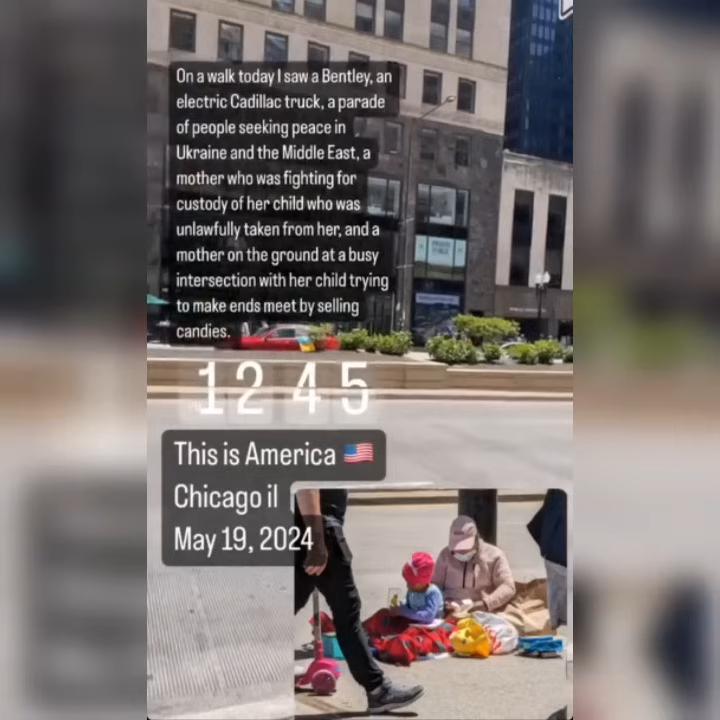 On a walk today I saw a Bentley, an
electric Cadillac truck, a parade
of people seeking peace in
Ukraine and the Middle East, a
mother who was fighting for
custody of her child who was
unlawfully taken from her, and a
mother on the ground at a busy
intersection with her child trying
to make ends meet by selling
candies.
12 45
This is America 🇺🇸
Chicago il
May 19, 2024